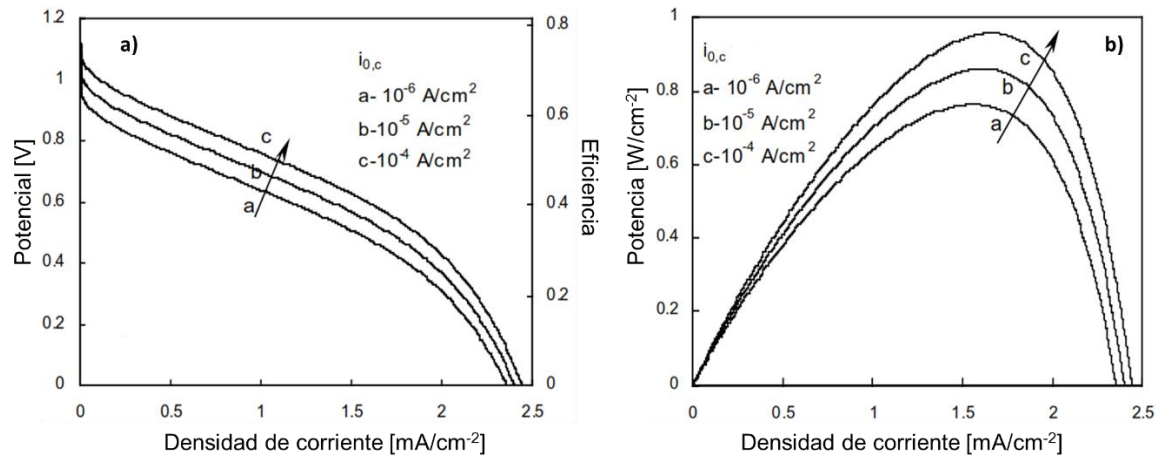 a)
1.2
1
0.8
0.6
0.4
0.2
0
Potencial [V]
0.8
0.6
0.4
0.2
0
Eficiencia
i0,c
a- 10-6 A/cm2
b-10-5 A/cm2
c-10-4 A/cm2
c
b
a
0 0.5 1 1.5 2 2.5
Densidad de corriente [mA/cm-2]
b)
1
0.8
0.6
0.4
0.2
0
Potencia [W/cm-2]
i0,c
a- 10-6 A/cm2
b-10-5 A/cm2
c-10-4 A/cm2
c
b
a
0 0.5 1 1.5 2 2.5
Densidad de corriente [mA/cm-2]